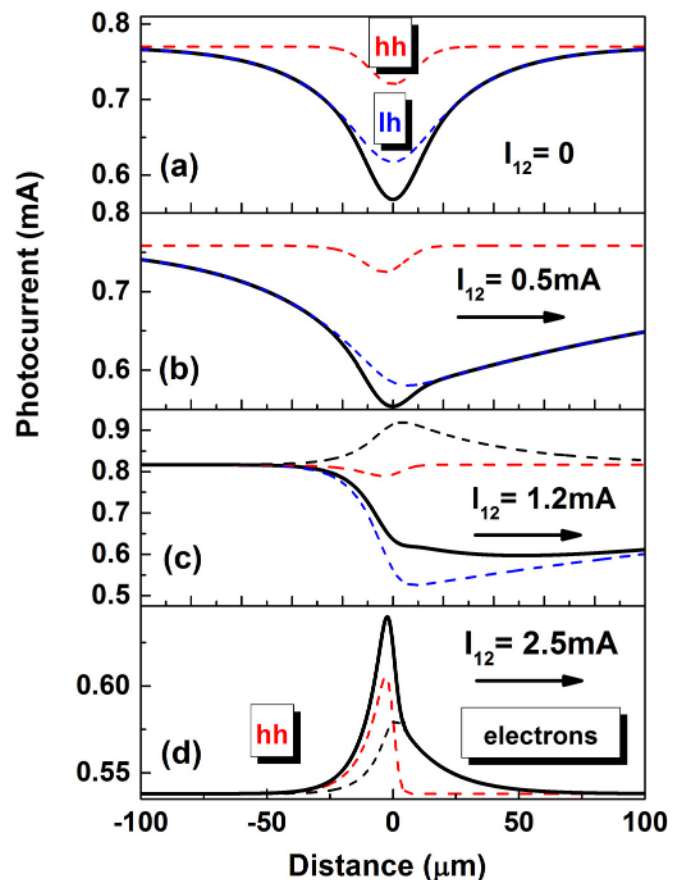 Photocurrent (mA)
0.8
0.7
0.6
hh
lh
(a)
I12= 0
0.8
0.7
0.6
(b)
I12= 0.5mA
0.9
0.8
0.7
0.6
0.5
(c)
I12= 1.2mA
0.60
0.55
(d)
hh
I12= 2.5mA
electrons
-100 -50 0 50 100
Distance (μm)